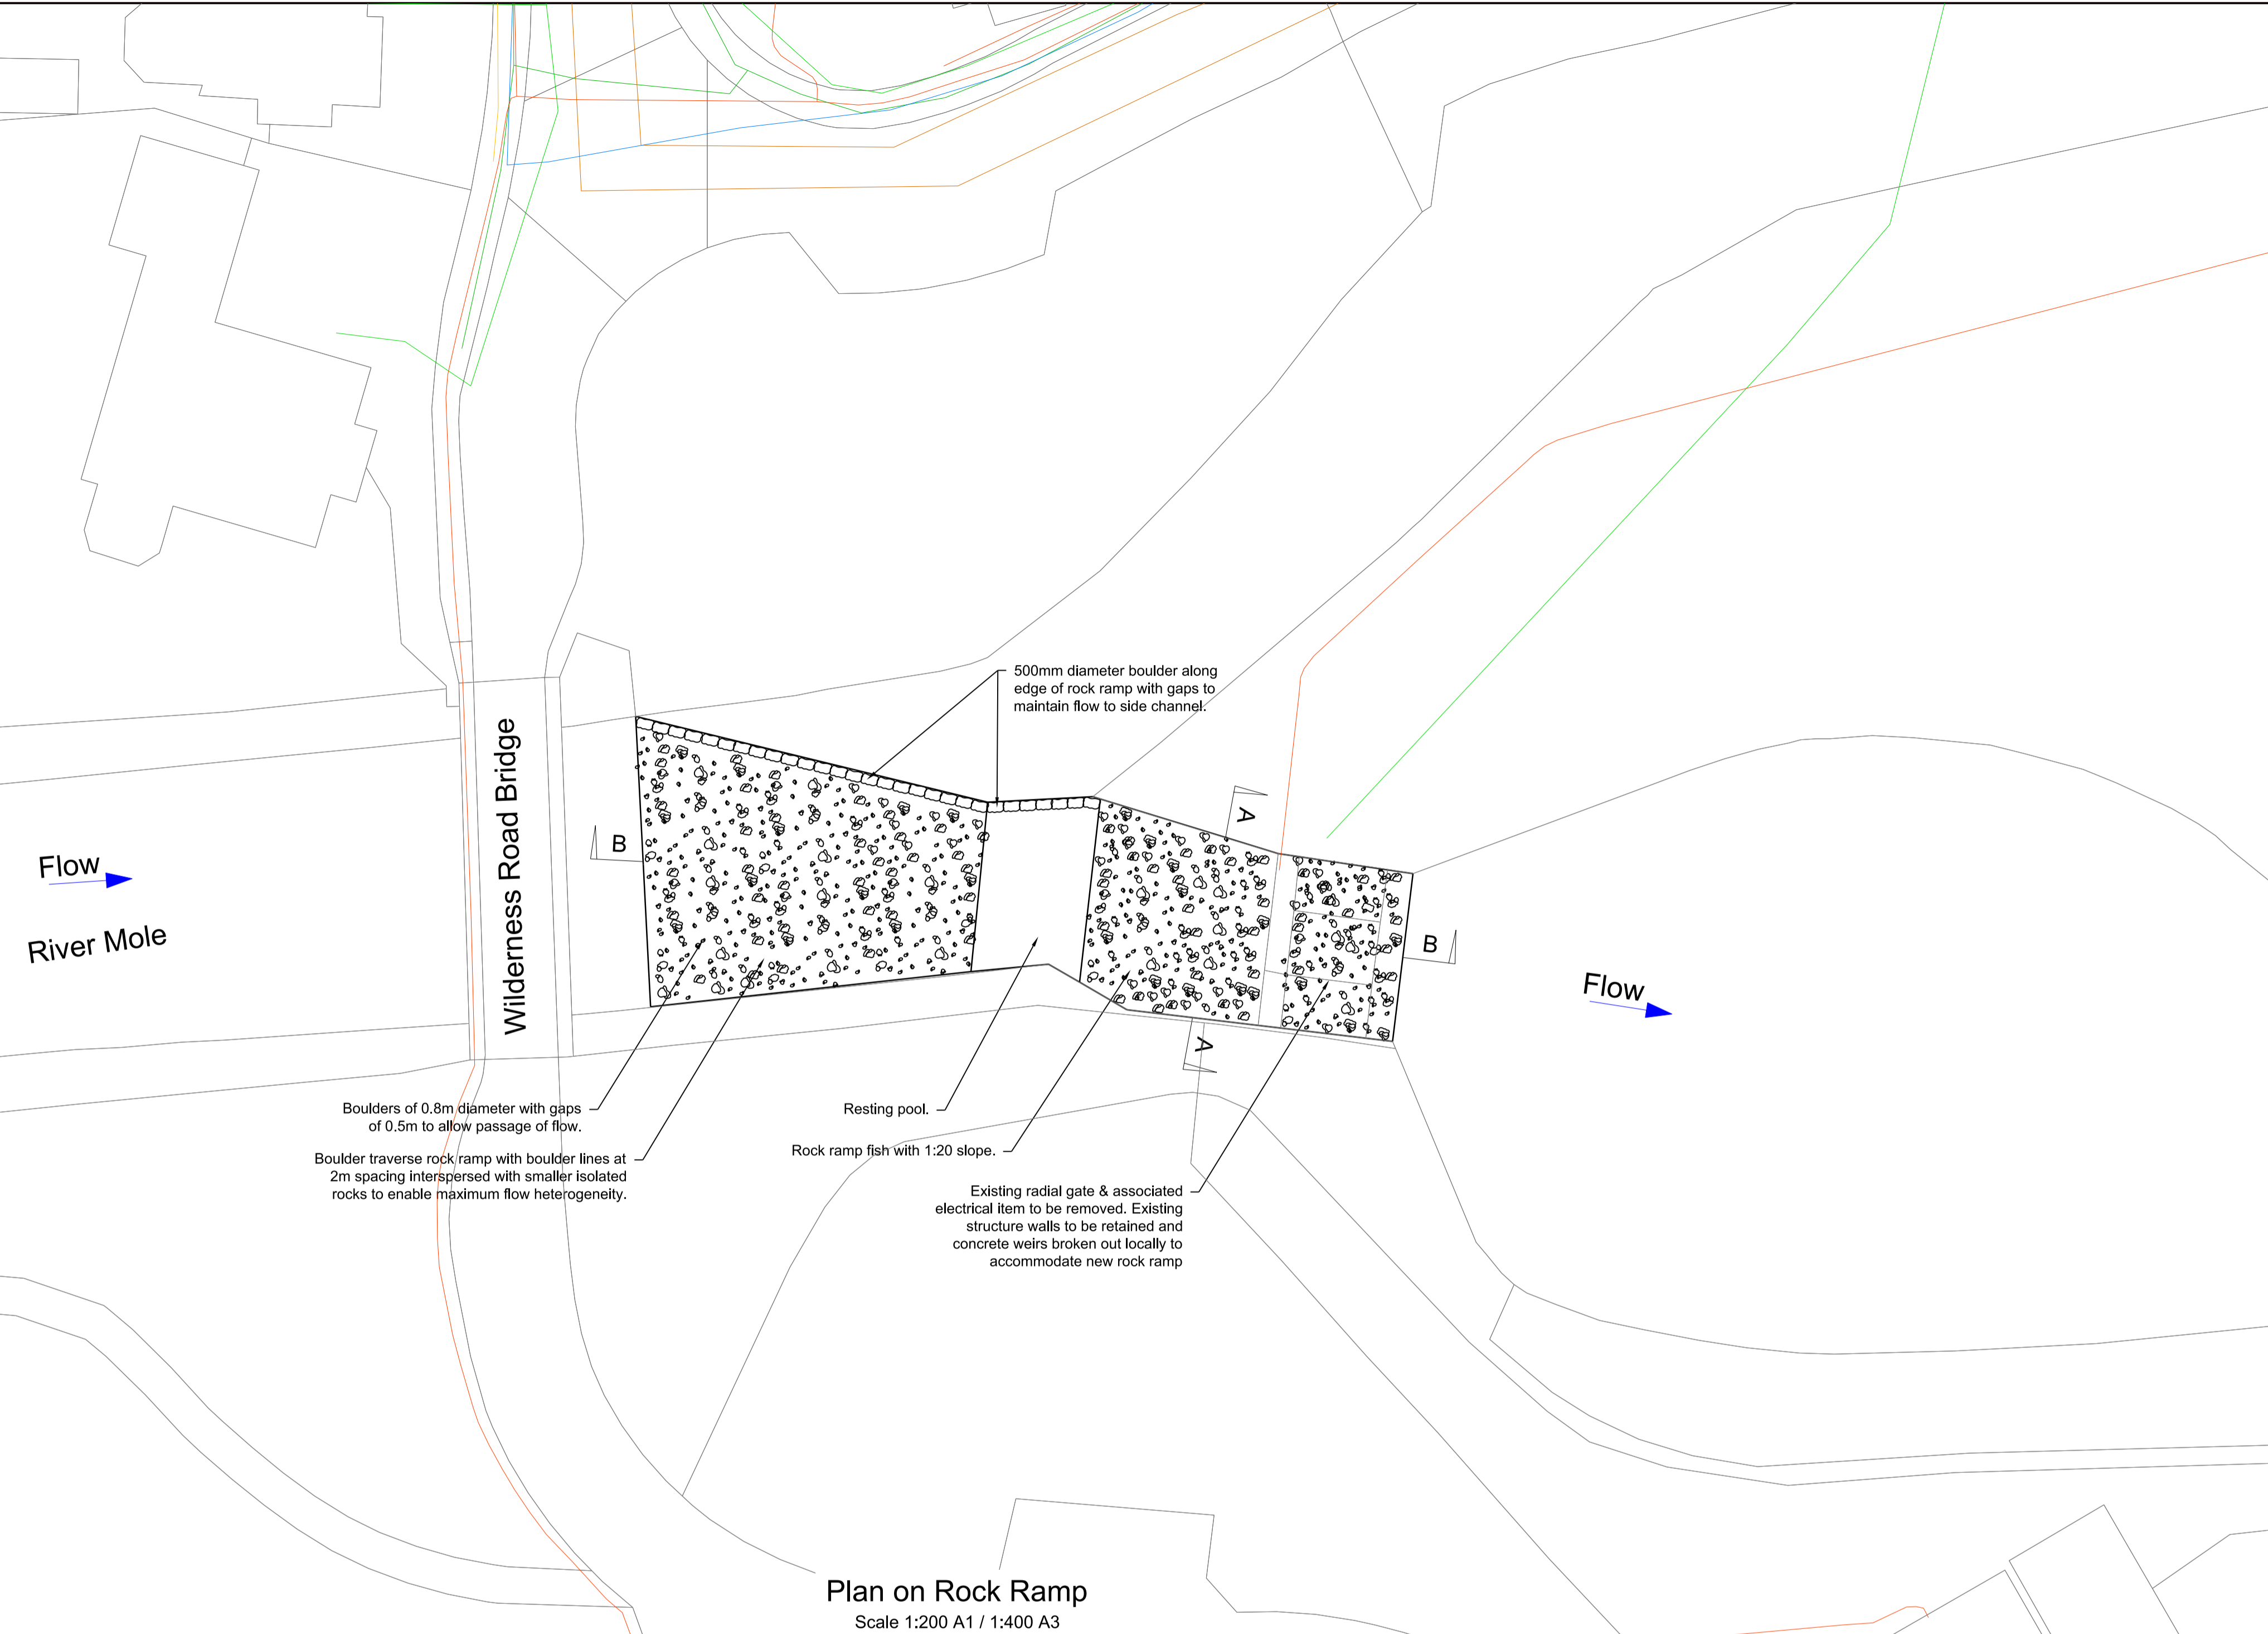 500mm diameter boulder along
edge of rock ramp with gaps to
maintain flow to side channel.
Wilderness Road Bridge
A
B
Flow
River Mole
B
Flow
A
Boulders of 0.8m diameter with gaps
of 0.5m to allow passage of flow.
Boulder traverse rock ramp with boulder lines at
2m spacing interspersed with smaller isolated
rocks to enable maximum flow heterogeneity.
Resting pool.
Rock ramp fish with 1:20 slope.
Existing radial gate & associated
electrical item to be removed. Existing
structure walls to be retained and
concrete weirs broken out locally to
accommodate new rock ramp
Plan on Rock Ramp
Scale 1:200 A1 / 1:400 A3